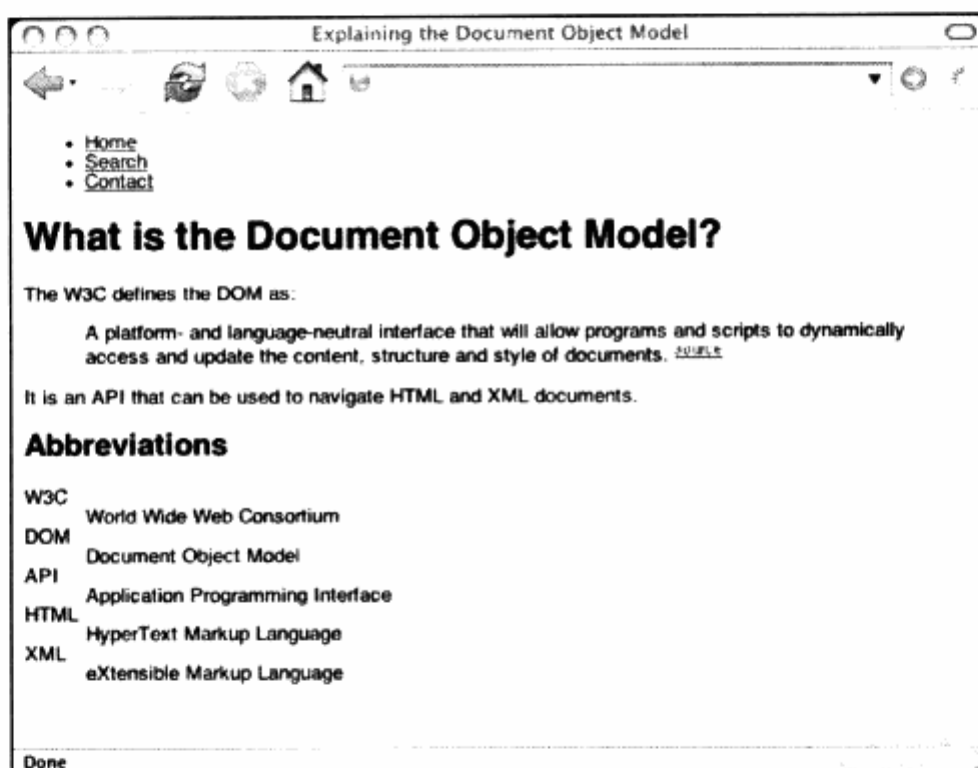 Explaining the Document Object Model
• Home
• Search
• Contact
What is the Document Object Model?
The W3C defines the DOM as:
A platform- and language-neutral interface that will allow programs and scripts to dynamically
access and update the content, structure and style of documents. source
It is an API that can be used to navigate HTML and XML documents.
Abbreviations
W3C
World Wide Web Consortium
DOM
Document Object Model
API
Application Programming Interface
HTML
HyperText Markup Language
XML
eXtensible Markup Language
Done